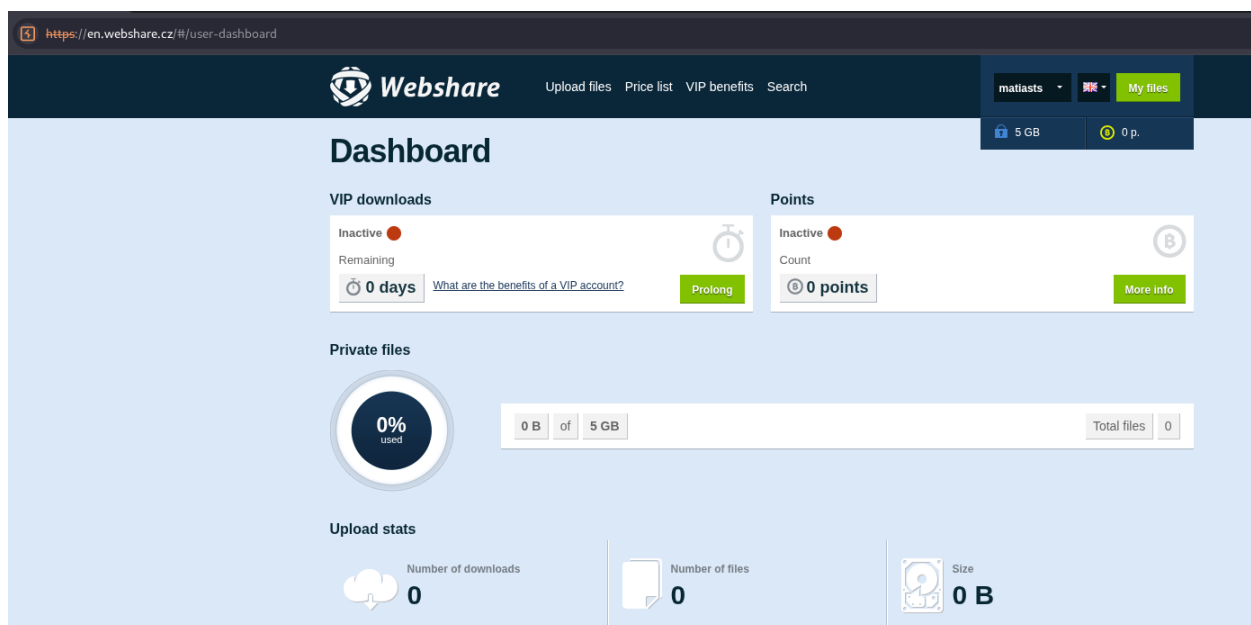 https://en.webshare.cz/#/user-dashboard
Webshare Upload files Price list VIP benefits Search matiasts My files
5 GB 0 p.
Dashboard
VIP downloads Points
Inactive Inactive
Remaining Count
0 days What are the benefits of a VIP account? Prolong 0 points More info
Private files
0%
used
0 B of 5 GB Total files 0
Upload stats
Number of downloads Number of files Size
0 0 0 B